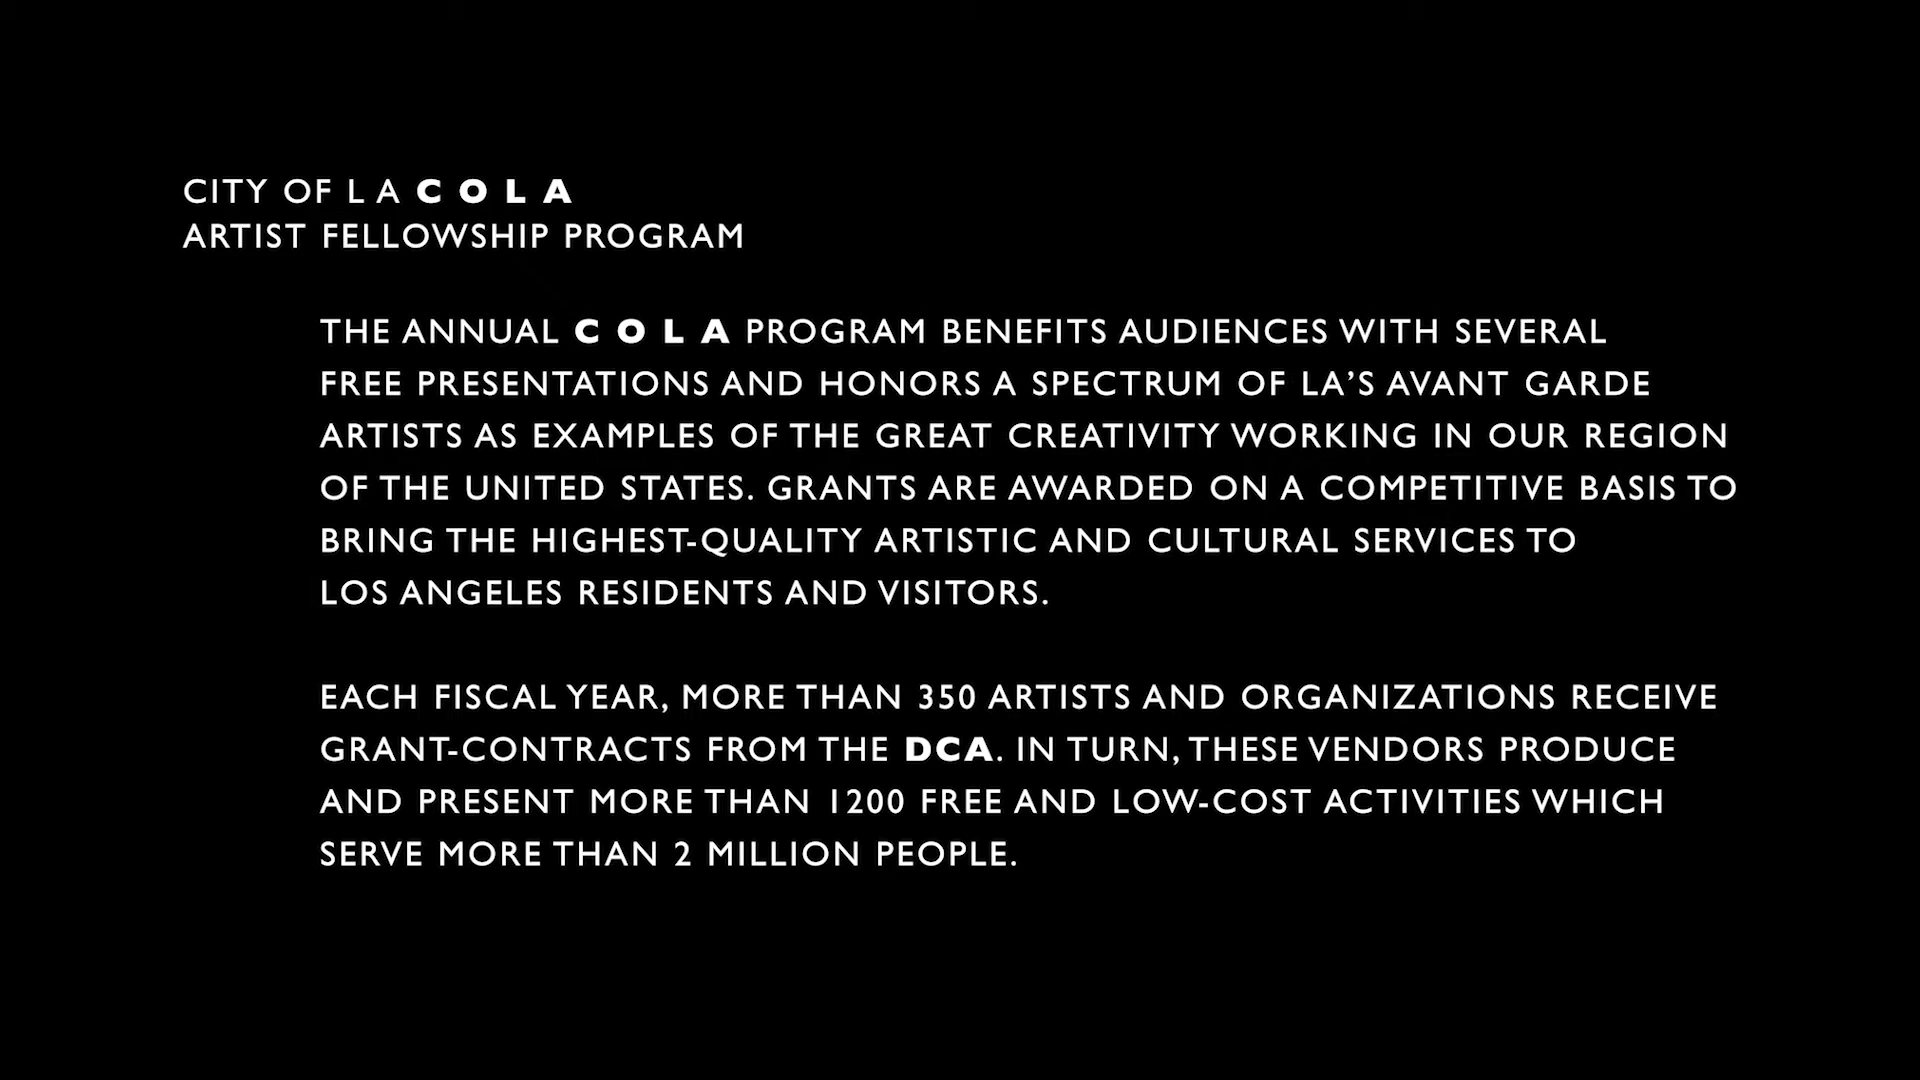 CITY OF L A C O L A
ARTIST FELLOWSHIP PROGRAM
THE ANNUAL C O L A PROGRAM BENEFITS AUDIENCES WITH SEVERAL
FREE PRESENTATIONS AND HONORS A SPECTRUM OF LA’S AVANT GARDE
ARTISTS AS EXAMPLES OF THE GREAT CREATIVITY WORKING IN OUR REGION
OF THE UNITED STATES. GRANTS ARE AWARDED ON A COMPETITIVE BASIS TO
BRING THE HIGHEST-QUALITY ARTISTIC AND CULTURAL SERVICES TO
LOS ANGELES RESIDENTS AND VISITORS.
EACH FISCAL YEAR, MORE THAN 350 ARTISTS AND ORGANIZATIONS RECEIVE
GRANT-CONTRACTS FROM THE DCA. IN TURN, THESE VENDORS PRODUCE
AND PRESENT MORE THAN 1200 FREE AND LOW-COST ACTIVITIES WHICH
SERVE MORE THAN 2 MILLION PEOPLE.